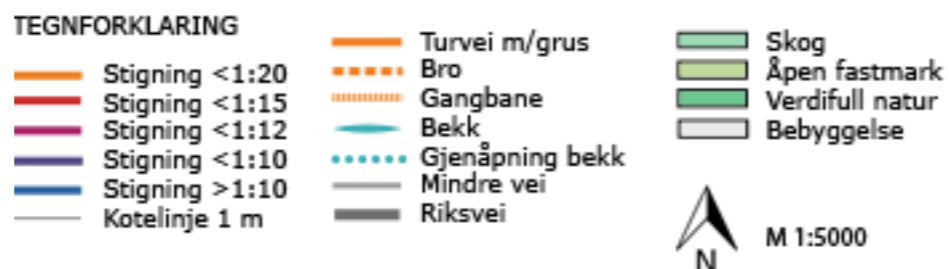 TEGNFORKLARING
Stigning <1:20
Stigning <1:15
Stigning <1:12
Stigning <1:10
Stigning >1:10
Kotelinje 1 m
Turvei m/grus
Bro
Gangbane
Bekk
Gjenåpning bekk
Mindre vei
Riksvei
Skog
Åpen fastmark
Verdifull natur
Bebyggelse
N
M 1:5000